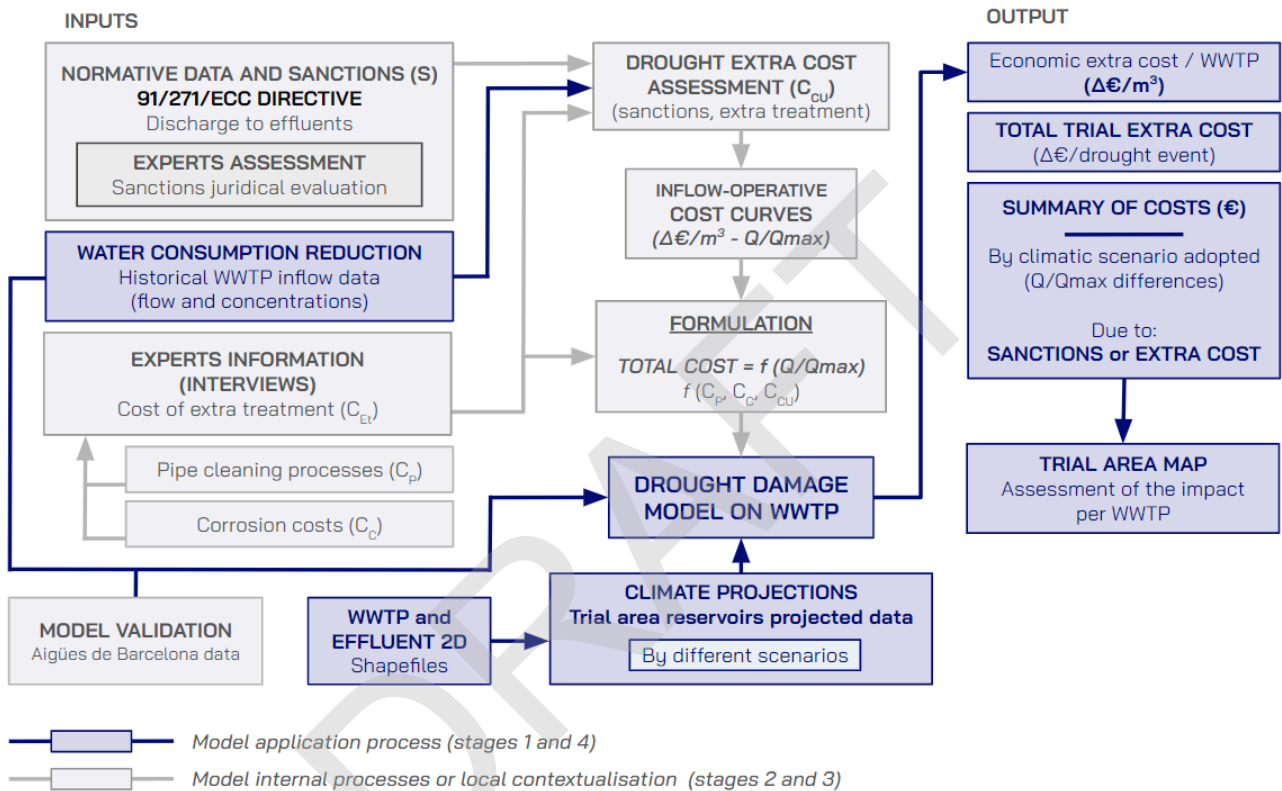 INPUTS
NORMATIVE DATA AND SANCTIONS (S)
91/271/ECC DIRECTIVE
Discharge to effluents
EXPERTS ASSESSMENT
Sanctions juridical evaluation
WATER CONSUMPTION REDUCTION
Historical WWTP inflow data
(flow and concentrations)
EXPERTS INFORMATION
(INTERVIEWS)
Cost of extra treatment (C_Et)
Pipe cleaning processes (C_P)
Corrosion costs (C_C)
MODEL VALIDATION
Aigües de Barcelona data
WWTP and
EFFLUENT 2D
Shapefiles
DROUGHT EXTRA COST
ASSESSMENT (C_CU)
(sanctions, extra treatment)
INFLOW-OPERATIVE
COST CURVES
(Δ€/m³ - Q/Qmax)
FORMULATION
TOTAL COST = f (Q/Qmax)
f (C_P, C_C, C_CU)
DROUGHT DAMAGE
MODEL ON WWTP
CLIMATE PROJECTIONS
Trial area reservoirs projected data
By different scenarios
OUTPUT
Economic extra cost / WWTP
(Δ€/m³)
TOTAL TRIAL EXTRA COST
(Δ€/drought event)
SUMMARY OF COSTS (€)
By climatic scenario adopted
(Q/Qmax differences)
Due to:
SANCTIONS or EXTRA COST
TRIAL AREA MAP
Assessment of the impact
per WWTP
Model application process (stages 1 and 4)
Model internal processes or local contextualisation (stages 2 and 3)
DRAFT